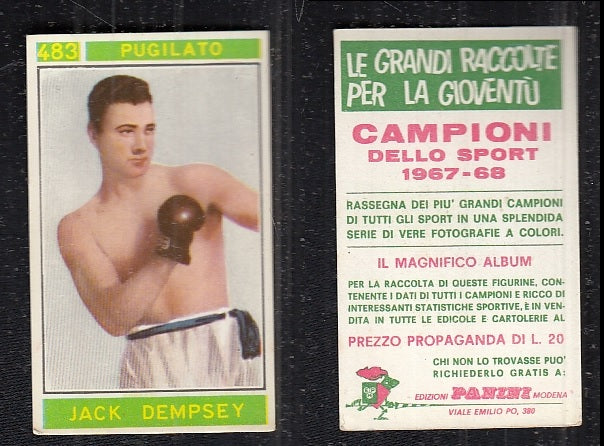 483 PUGILATO
JACK DEMPSEY
LE GRANDI RACCOLTE
PER LA GIOVENTÙ
CAMPIONI
DELLO SPORT
1967-68
RASSEGNA DEI PIU' GRANDI CAMPIONI
DI TUTTI GLI SPORT IN UNA SPLENDIDA
SERIE DI VERE FOTOGRAFIE A COLORI.
IL MAGNIFICO ALBUM
PER LA RACCOLTA DI QUESTE FIGURINE, CON-
TENENTE I DATI DI TUTTI I CAMPIONI E RICCO DI
INTERESSANTI STATISTICHE SPORTIVE, È IN VEN-
DITA IN TUTTE LE EDICOLE E CARTOLERIE AL
PREZZO PROPAGANDA DI L. 20
CHI NON LO TROVASSE PUO'
RICHIEDERLO GRATIS A:
EDIZIONI PANINI MODENA
VIALE EMILIO PO, 380